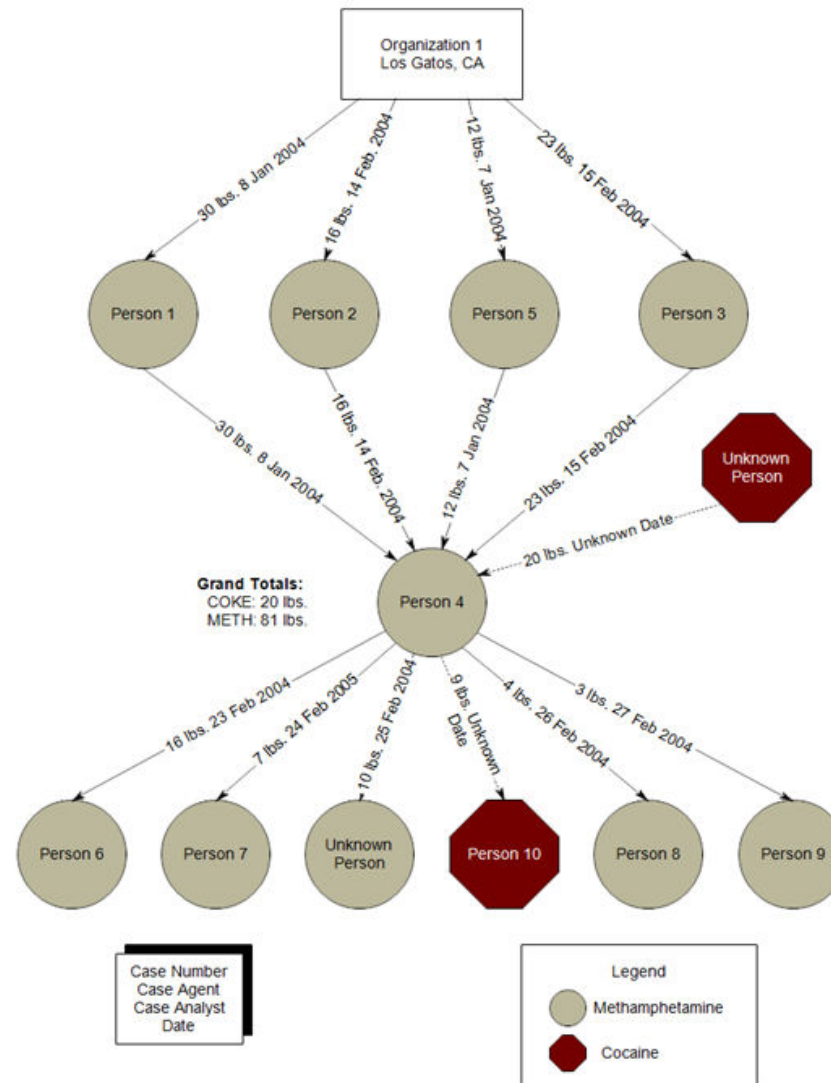 Organization 1
Los Gatos, CA
30 lbs. 8 Jan 2004
16 lbs. 14 Feb. 2004
12 lbs. 7 Jan 2004
23 lbs. 15 Feb 2004
Person 1
Person 2
Person 5
Person 3
30 lbs. 8 Jan 2004
16 lbs. 14 Feb. 2004
12 lbs. 7 Jan 2004
23 lbs. 15 Feb 2004
Unknown
Person
20 lbs. Unknown Date
Grand Totals:
COKE: 20 lbs.
METH: 81 lbs.
Person 4
16 lbs. 23 Feb 2004
7 lbs. 24 Feb 2005
10 lbs. 25 Feb 2004
9 lbs. Unknown
Date
4 lbs. 26 Feb 2004
3 lbs. 27 Feb 2004
Person 6
Person 7
Unknown
Person
Person 10
Person 8
Person 9
Case Number
Case Agent
Case Analyst
Date
Legend
Methamphetamine
Cocaine